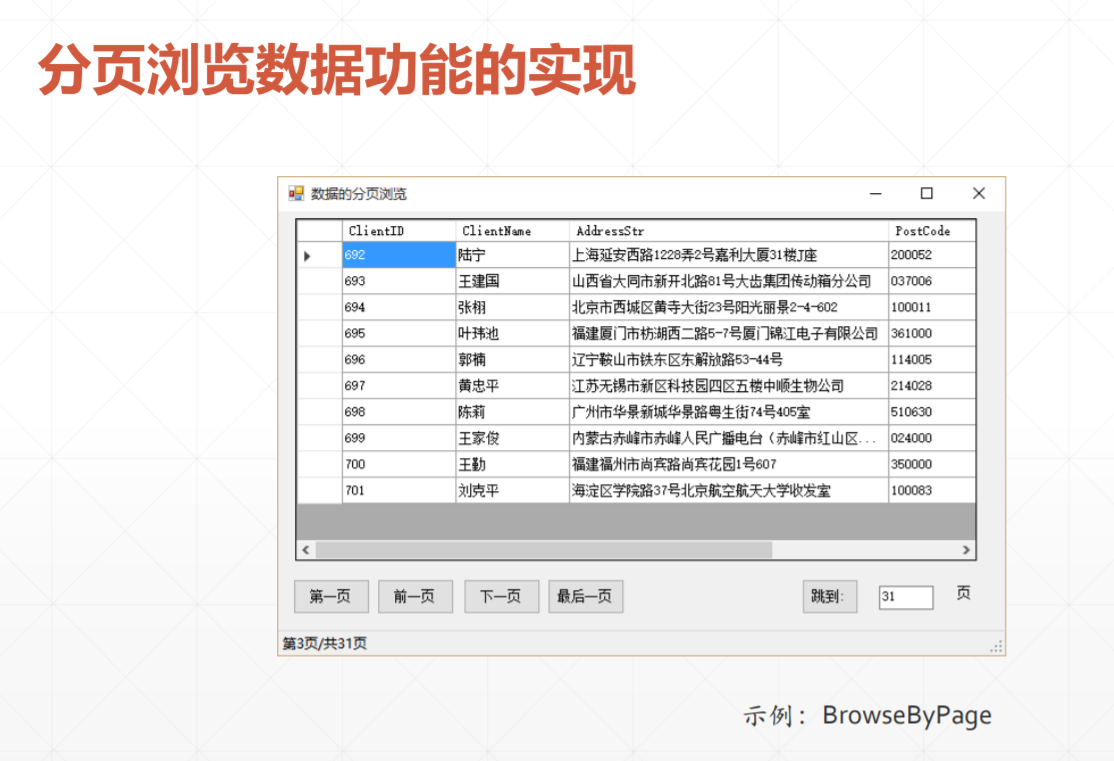 分页浏览数据功能的实现
数据的分页浏览
ClientID ClientName AddressStr PostCode
692 陆宁 上海延安西路1228弄2号嘉利大厦31楼J座 200052
693 王建国 山西省大同市新开北路81号大齿集团传动箱分公司 037006
694 张栩 北京市西城区黄寺大街23号阳光丽景2-4-602 100011
695 叶玮池 福建厦门市枋湖西二路5-7号厦门锦江电子有限公司 361000
696 郭楠 辽宁鞍山市铁东区东解放路53-44号 114005
697 黄忠平 江苏无锡市新区科技园四区五楼中顺生物公司 214028
698 陈莉 广州市华景新城华景路粤生街74号405室 510630
699 王家俊 内蒙古赤峰市赤峰人民广播电台（赤峰市红山区... 024000
700 王勤 福建福州市尚宾路尚宾花园1号607 350000
701 刘克平 海淀区学院路37号北京航空航天大学收发室 100083
第一页 前一页 下一页 最后一页 跳到: 31 页
第3页/共31页
示例：BrowseByPage